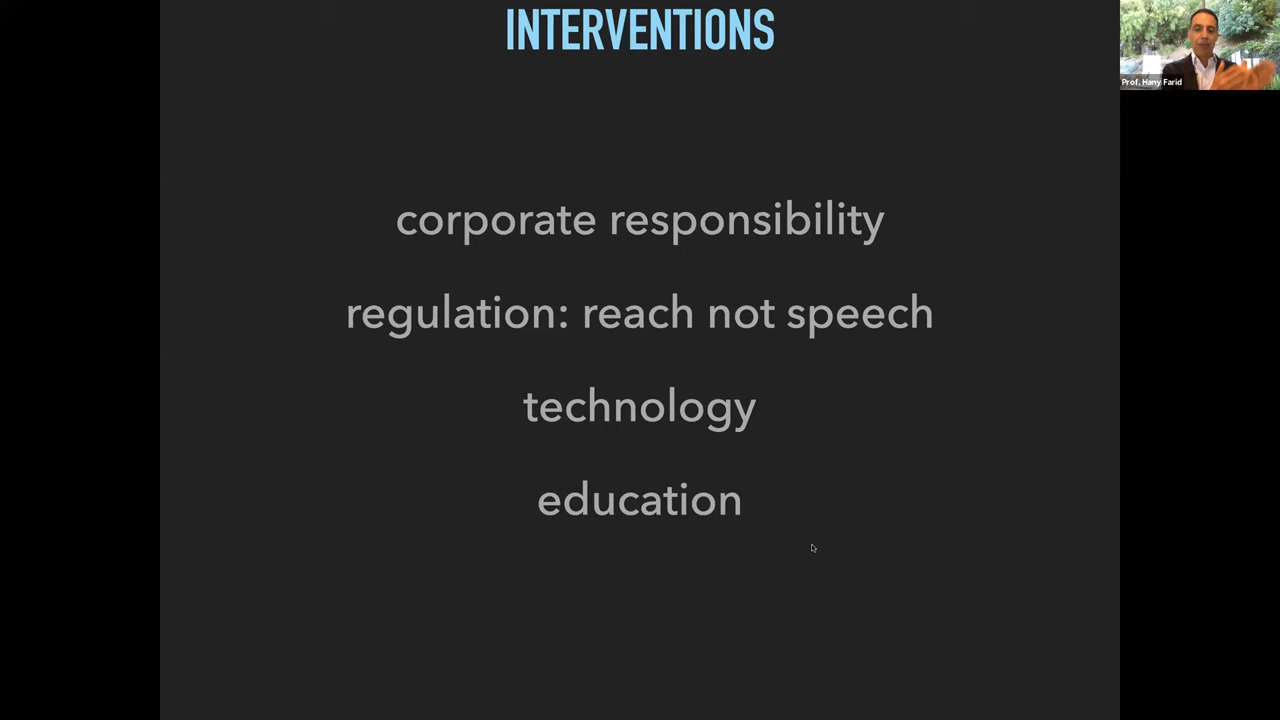 INTERVENTIONS
Prof. Hany Farid
corporate responsibility
regulation: reach not speech
technology
education